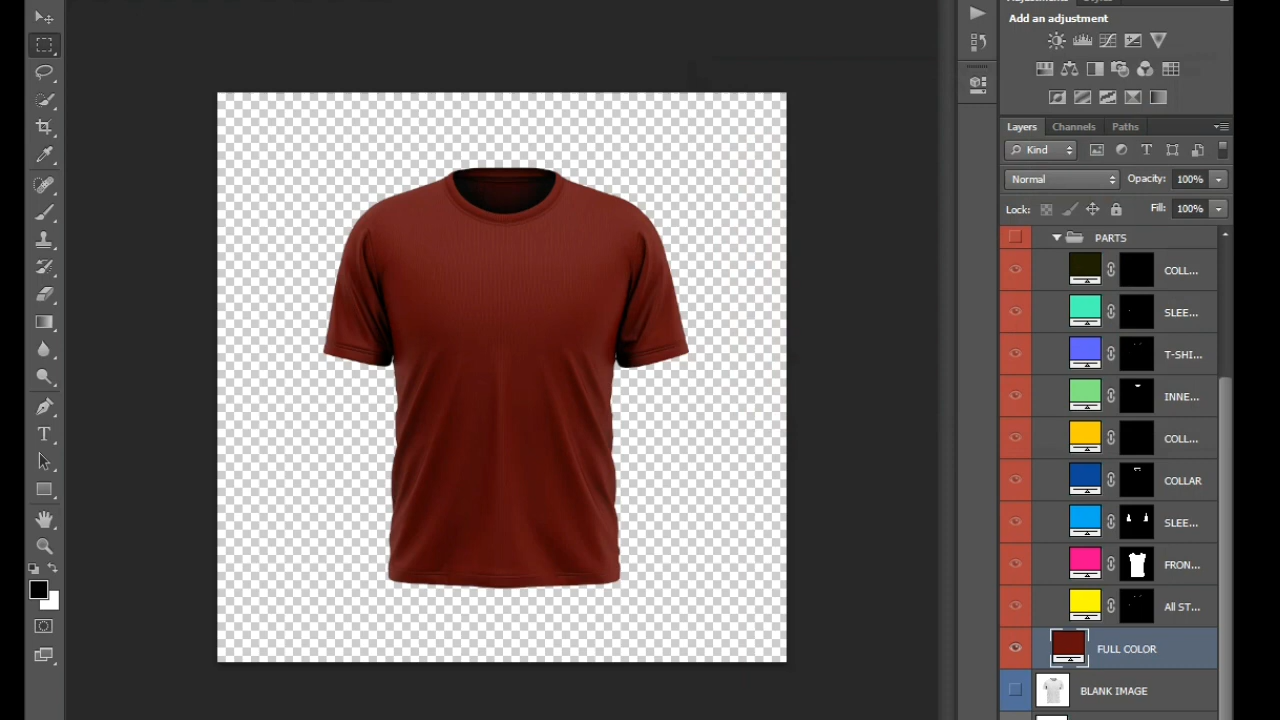 Add an adjustment
Layers Channels Paths
Kind
Normal Opacity: 100%
Lock: Fill: 100%
PARTS
COLL...
SLEE...
T-SHI...
INNE...
COLL...
COLLAR
SLEE...
FRON...
All ST...
FULL COLOR
BLANK IMAGE